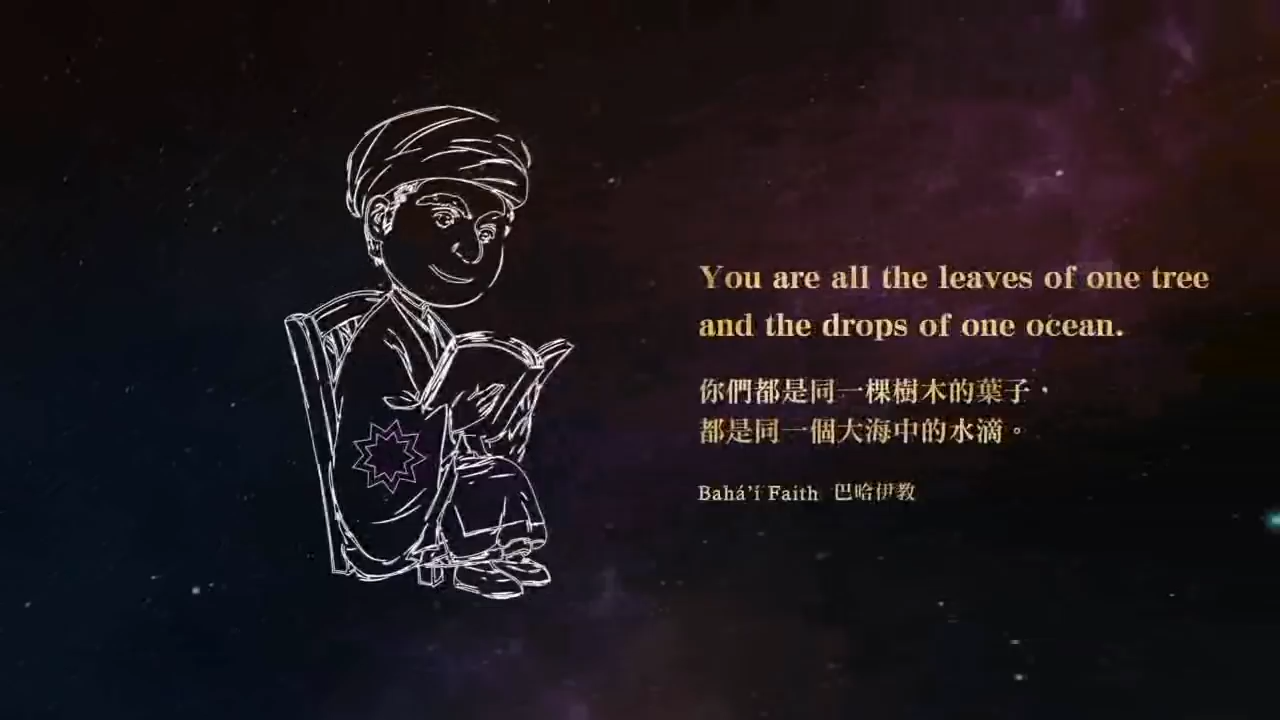 You are all the leaves of one tree
and the drops of one ocean.
你們都是同一棵樹木的葉子，
都是同一個大海中的水滴。
Bahá’í Faith 巴哈伊教